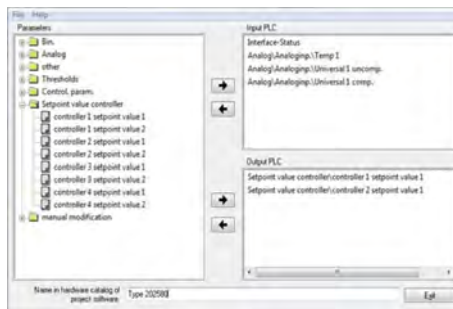 File Help
Parameters
Bin.
Analog
other
Thresholds
Control. param.
Setpoint value controller
controller 1 setpoint value 1
controller 1 setpoint value 2
controller 2 setpoint value 1
controller 2 setpoint value 2
controller 3 setpoint value 1
controller 3 setpoint value 2
controller 4 setpoint value 1
controller 4 setpoint value 2
manual modification
Input PLC
Interface-Status
Analog\Analoginp.\Temp 1
Analog\Analoginp.\Universal 1 uncomp.
Analog\Analoginp.\Universal 1 comp.
Output PLC
Setpoint value controller\controller 1 setpoint value 1
Setpoint value controller\controller 2 setpoint value 1
Name in hardware catalog of
project software:
Type 202580
Exit